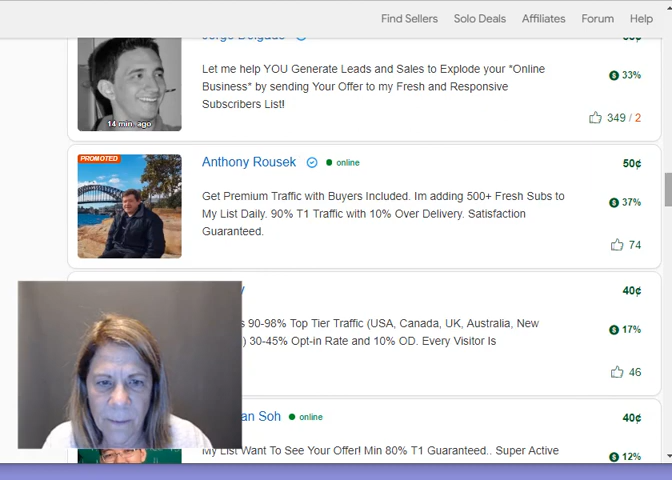 Find Sellers Solo Deals Affiliates Forum Help
Jorge Delgado
Let me help YOU Generate Leads and Sales to Explode your *Online
Business* by sending Your Offer to my Fresh and Responsive
Subscribers List!
33%
349 / 2
14 min. ago
PROMOTED
Anthony Rousek online
50¢
Get Premium Traffic with Buyers Included. Im adding 500+ Fresh Subs to
My List Daily. 90% T1 Traffic with 10% Over Delivery. Satisfaction
Guaranteed.
37%
74
40¢
90-98% Top Tier Traffic (USA, Canada, UK, Australia, New
) 30-45% Opt-in Rate and 10% OD. Every Visitor Is
17%
46
Soh online
40¢
My List Want To See Your Offer! Min 80% T1 Guaranteed.. Super Active
12%